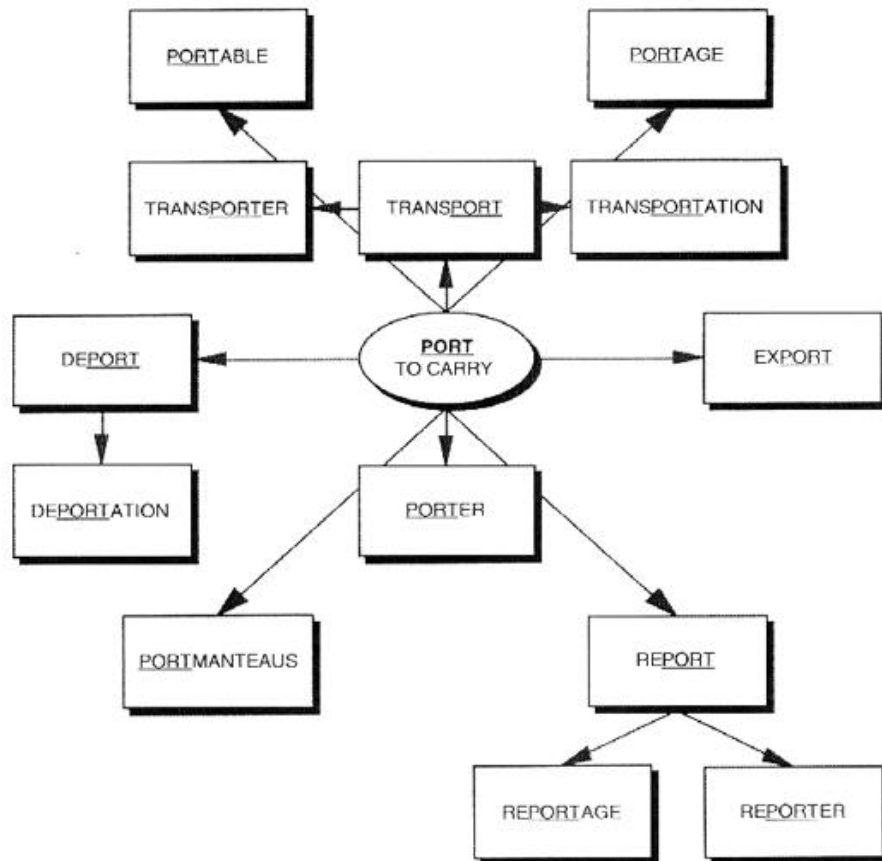 PORTABLE
PORTAGE
TRANSPORTER
TRANSPORT
TRANSPORTATION
DEPORT
PORT
TO CARRY
EXPORT
DEPORTATION
PORTER
PORTMANTEAUS
REPORT
REPORTAGE
REPORTER